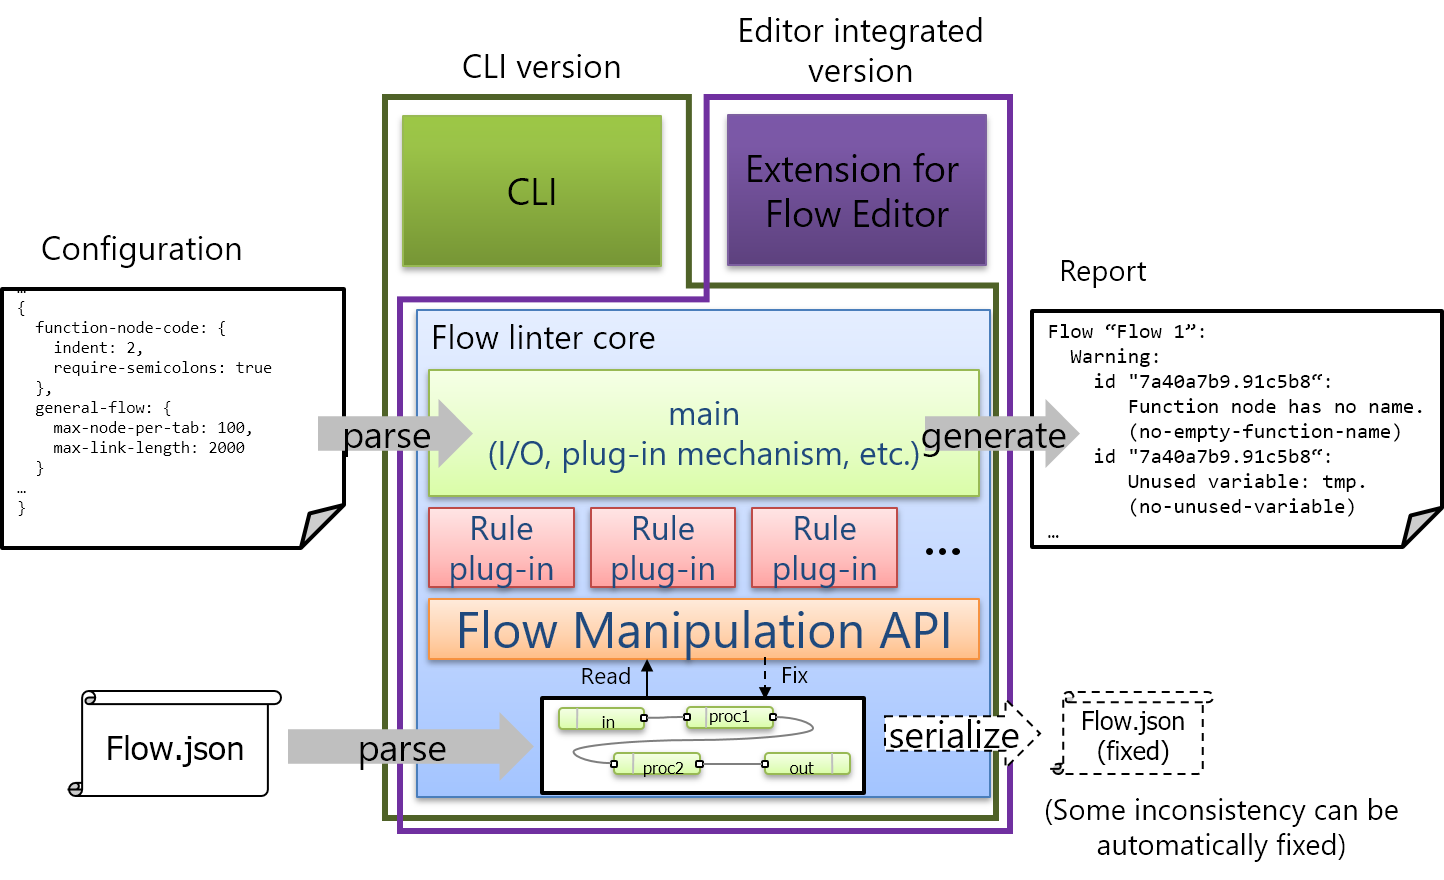 CLI version
Editor integrated
version
CLI
Extension for
Flow Editor
Configuration
…
{
function-node-code: {
indent: 2,
require-semicolons: true
},
general-flow: {
max-node-per-tab: 100,
max-link-length: 2000
}
…
}
parse
Flow linter core
main
(I/O, plug-in mechanism, etc.)
generate
Report
Flow “Flow 1”:
Warning:
id "7a40a7b9.91c5b8“:
Function node has no name.
(no-empty-function-name)
id "7a40a7b9.91c5b8“:
Unused variable: tmp.
(no-unused-variable)
…
Rule
plug-in
Rule
plug-in
Rule
plug-in
…
Flow Manipulation API
Read
Fix
Flow.json
parse
in
proc1
proc2
out
serialize
Flow.json
(fixed)
(Some inconsistency can be
automatically fixed)